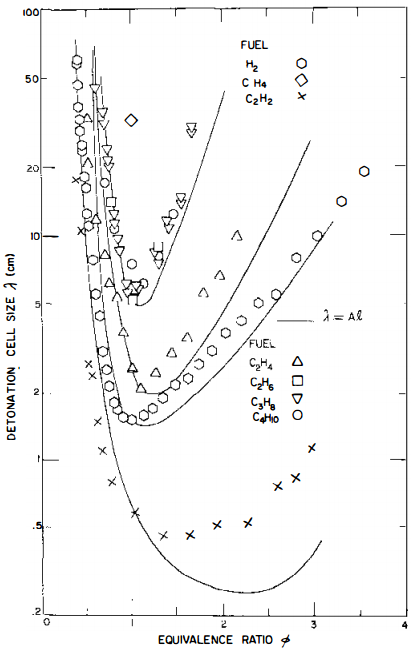 100
50
20
10
5
2
1
.5
.2
DETONATION CELL SIZE λ (cm)
FUEL
H₂
CH₄
C₂H₂
λ = Aℓ
FUEL
C₂H₄
C₂H₆
C₃H₈
C₄H₁₀
0 1 2 3 4
EQUIVALENCE RATIO ϕ